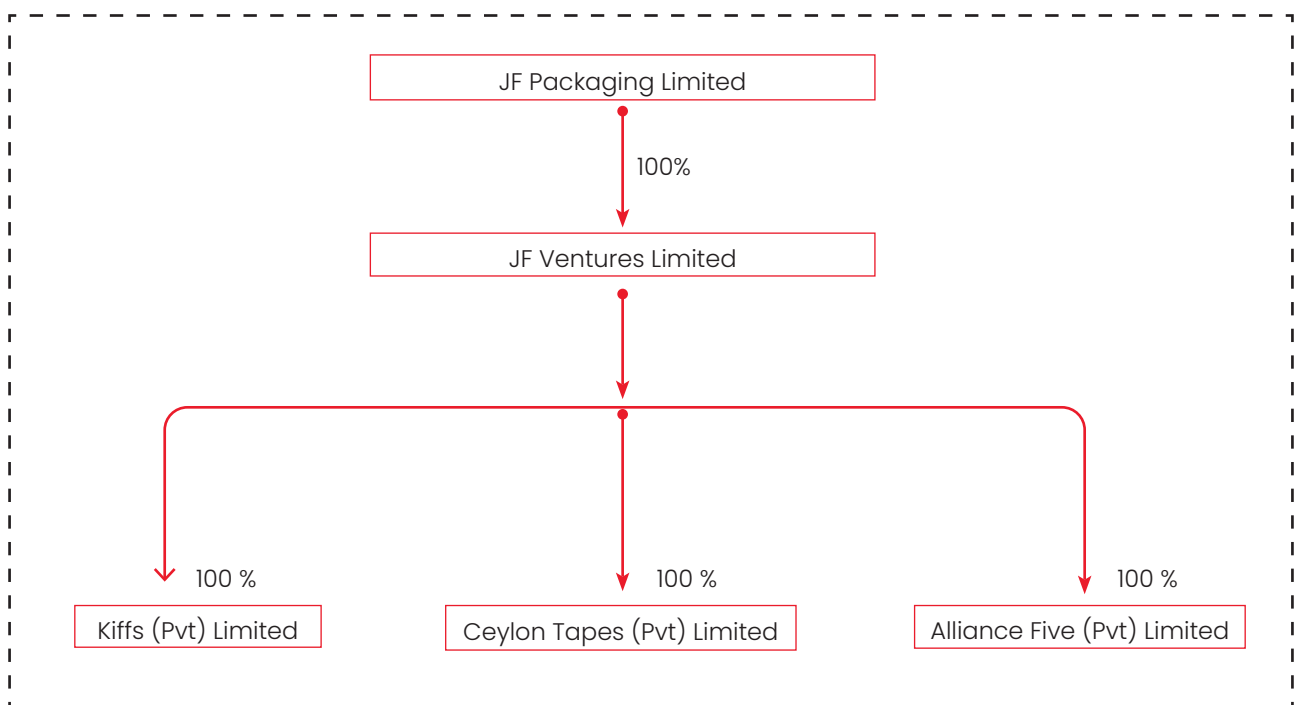 JF Packaging Limited
100%
JF Ventures Limited
100 %
100 %
100 %
Kiffs (Pvt) Limited
Ceylon Tapes (Pvt) Limited
Alliance Five (Pvt) Limited